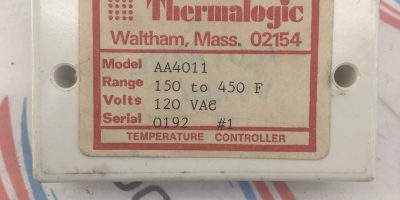 Thermalogic
Waltham, Mass. 02154
Model AA4011
Range 150 to 450 F
Volts 120 VAC
Serial 0192 #1
TEMPERATURE CONTROLLER